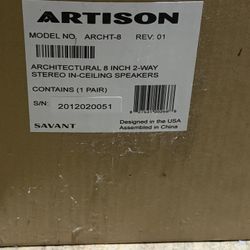 ARTISON
MODEL NO: ARCHT-8 REV: 01
ARCHITECTURAL 8 INCH 2-WAY
STEREO IN-CEILING SPEAKERS
CONTAINS (1 PAIR)
S/N: 2012020051
SAVANT
Designed in the USA
Assembled in China